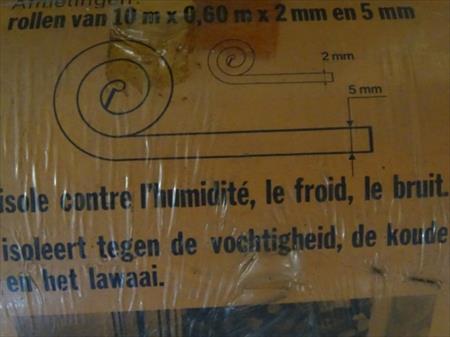 Afmetingen:
rollen van 10 m x 0,60 m x 2 mm en 5 mm
2 mm
5 mm
isole contre l'humidité, le froid, le bruit.
isoleert tegen de vochtigheid, de koude
en het lawaai.